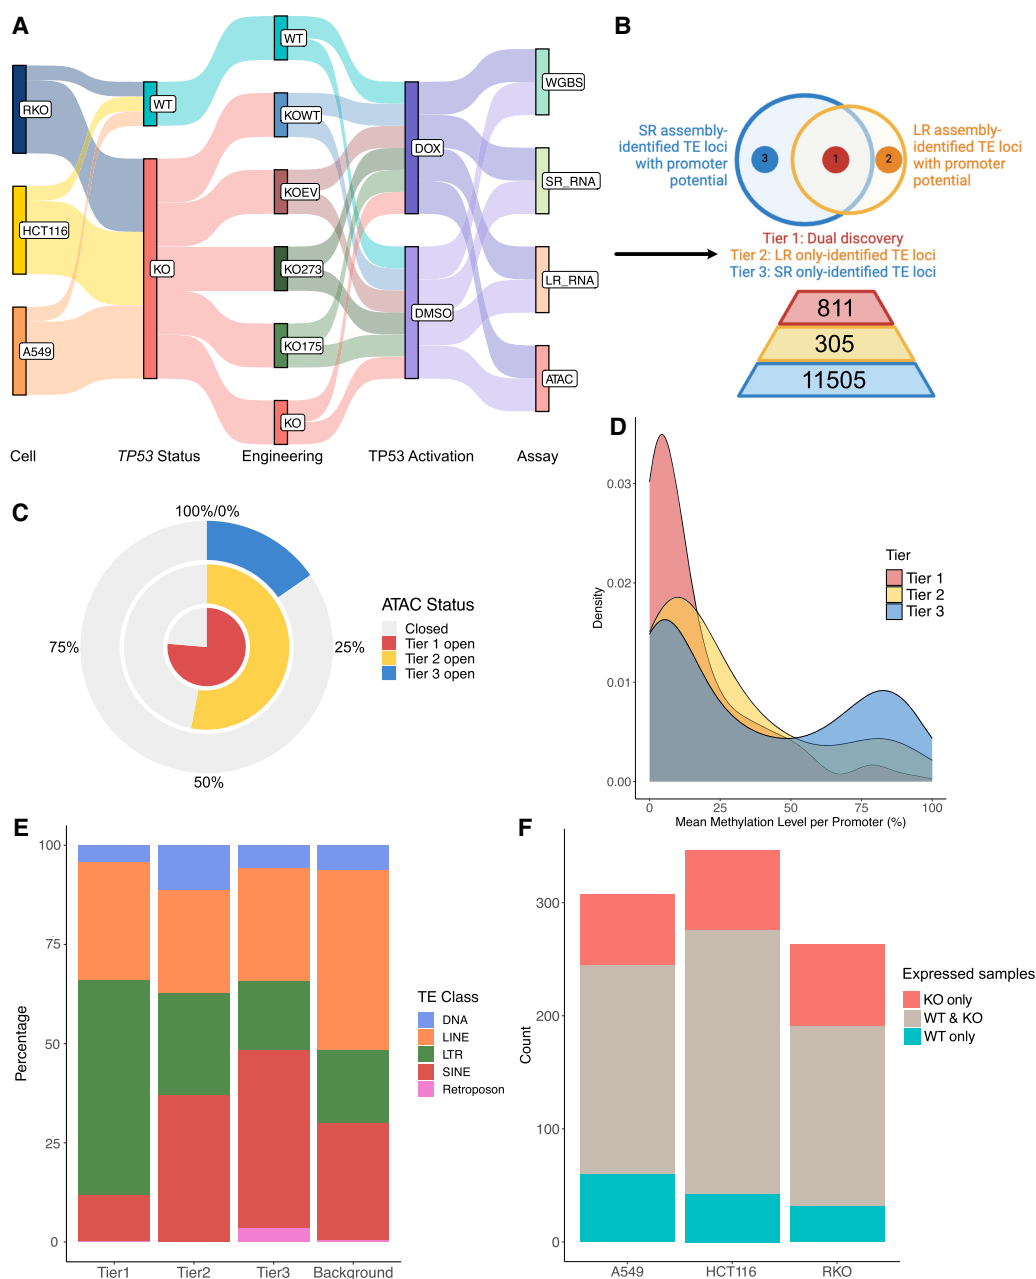 A
RKO
HCT116
A549
WT
KO
WT
KOWT
KOEV
KO273
KO175
KO
DOX
DMSO
WGBS
SR_RNA
LR_RNA
ATAC
Cell
TP53 Status
Engineering
TP53 Activation
Assay
B
SR assembly-
identified TE loci
with promoter
potential
3
1
2
LR assembly-
identified TE loci
with promoter
potential
Tier 1: Dual discovery
Tier 2: LR only-identified TE loci
Tier 3: SR only-identified TE loci
811
305
11505
C
100%/0%
75%
25%
50%
ATAC Status
Closed
Tier 1 open
Tier 2 open
Tier 3 open
D
Density
0.03
0.02
0.01
0.00
0
25
50
75
100
Mean Methylation Level per Promoter (%)
Tier
Tier 1
Tier 2
Tier 3
E
Percentage
100
75
50
25
0
Tier1
Tier2
Tier3
Background
TE Class
DNA
LINE
LTR
SINE
Retroposon
F
Count
300
200
100
0
A549
HCT116
RKO
Expressed samples
KO only
WT & KO
WT only